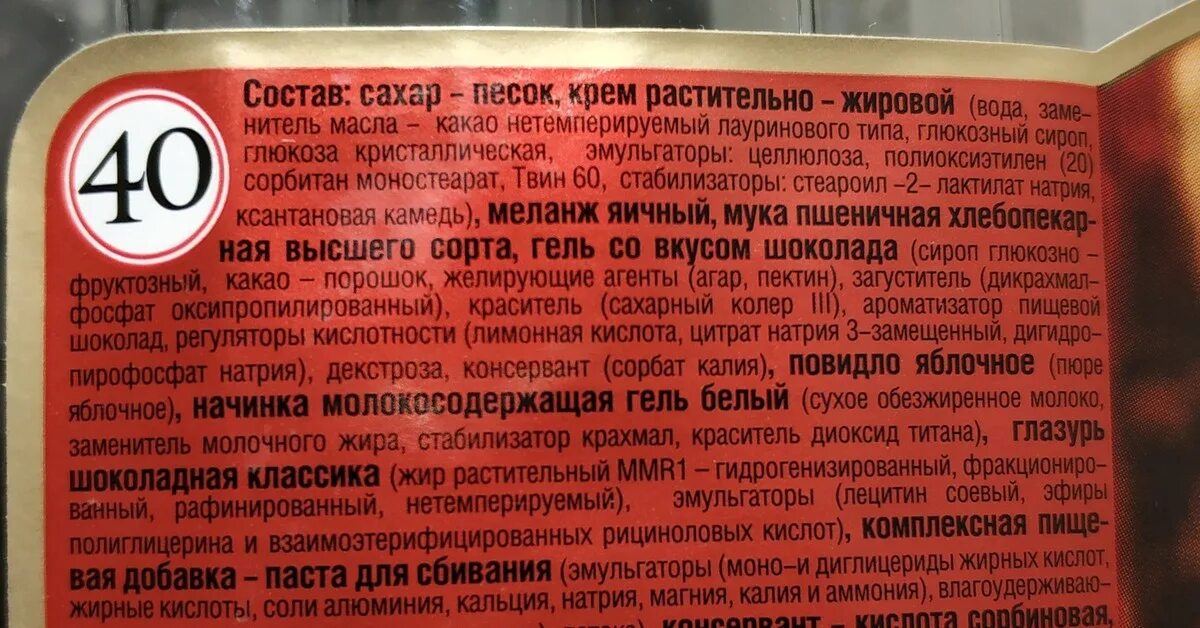 40
Состав: сахар – песок, крем растительно – жировой (вода, заме-
нитель масла – какао нетемперируемый лауринового типа, глюкозный сироп,
глюкоза кристаллическая, эмульгаторы: целлюлоза, полиоксиэтилен (20)
сорбитан моностеарат, Твин 60, стабилизаторы: стеароил –2– лактилат натрия,
ксантановая камедь), меланж яичный, мука пшеничная хлебопекар-
ная высшего сорта, гель со вкусом шоколада (сироп глюкозно –
фруктозный, какао – порошок, желирующие агенты (агар, пектин), загуститель (дикрахмал-
фосфат оксипропилированный), краситель (сахарный колер III), ароматизатор пищевой
шоколад, регуляторы кислотности (лимонная кислота, цитрат натрия 3–замещенный, дигидро-
пирофосфат натрия), декстроза, консервант (сорбат калия), повидло яблочное (пюре
яблочное), начинка молокосодержащая гель белый (сухое обезжиренное молоко,
заменитель молочного жира, стабилизатор крахмал, краситель диоксид титана), глазурь
шоколадная классика (жир растительный MMR1 – гидрогенизированный, фракциониро-
ванный, рафинированный, нетемперируемый), эмульгаторы (лецитин соевый, эфиры
полиглицерина и взаимоэтерифицированных рициноловых кислот), комплексная пище-
вая добавка – паста для сбивания (эмульгаторы (моно–и диглицериды жирных кислот,
жирные кислоты, соли алюминия, кальция, натрия, магния, калия и аммония), влагоудерживаю-
консервант – кислота сорбиновая,